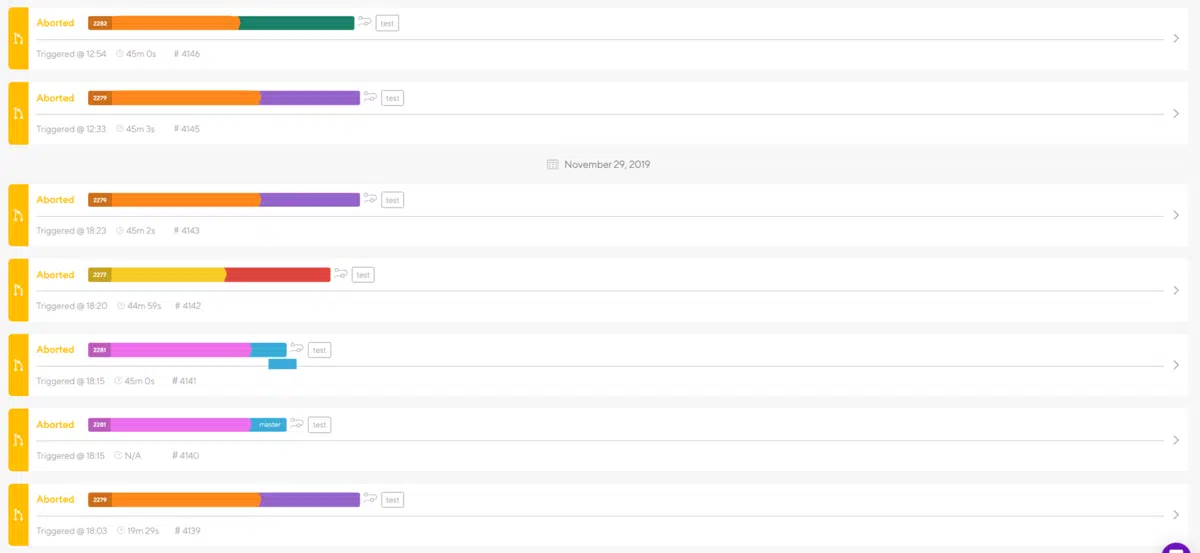 Aborted 2282 test
Triggered @ 12:54 45m 0s # 4146
Aborted 2279 test
Triggered @ 12:33 45m 3s # 4145
November 29, 2019
Aborted 2279 test
Triggered @ 18:23 45m 2s # 4143
Aborted 2277 test
Triggered @ 18:20 44m 59s # 4142
Aborted 2281 test
Triggered @ 18:15 45m 0s # 4141
Aborted 2281 master test
Triggered @ 18:15 N/A # 4140
Aborted 2279 test
Triggered @ 18:03 19m 29s # 4139